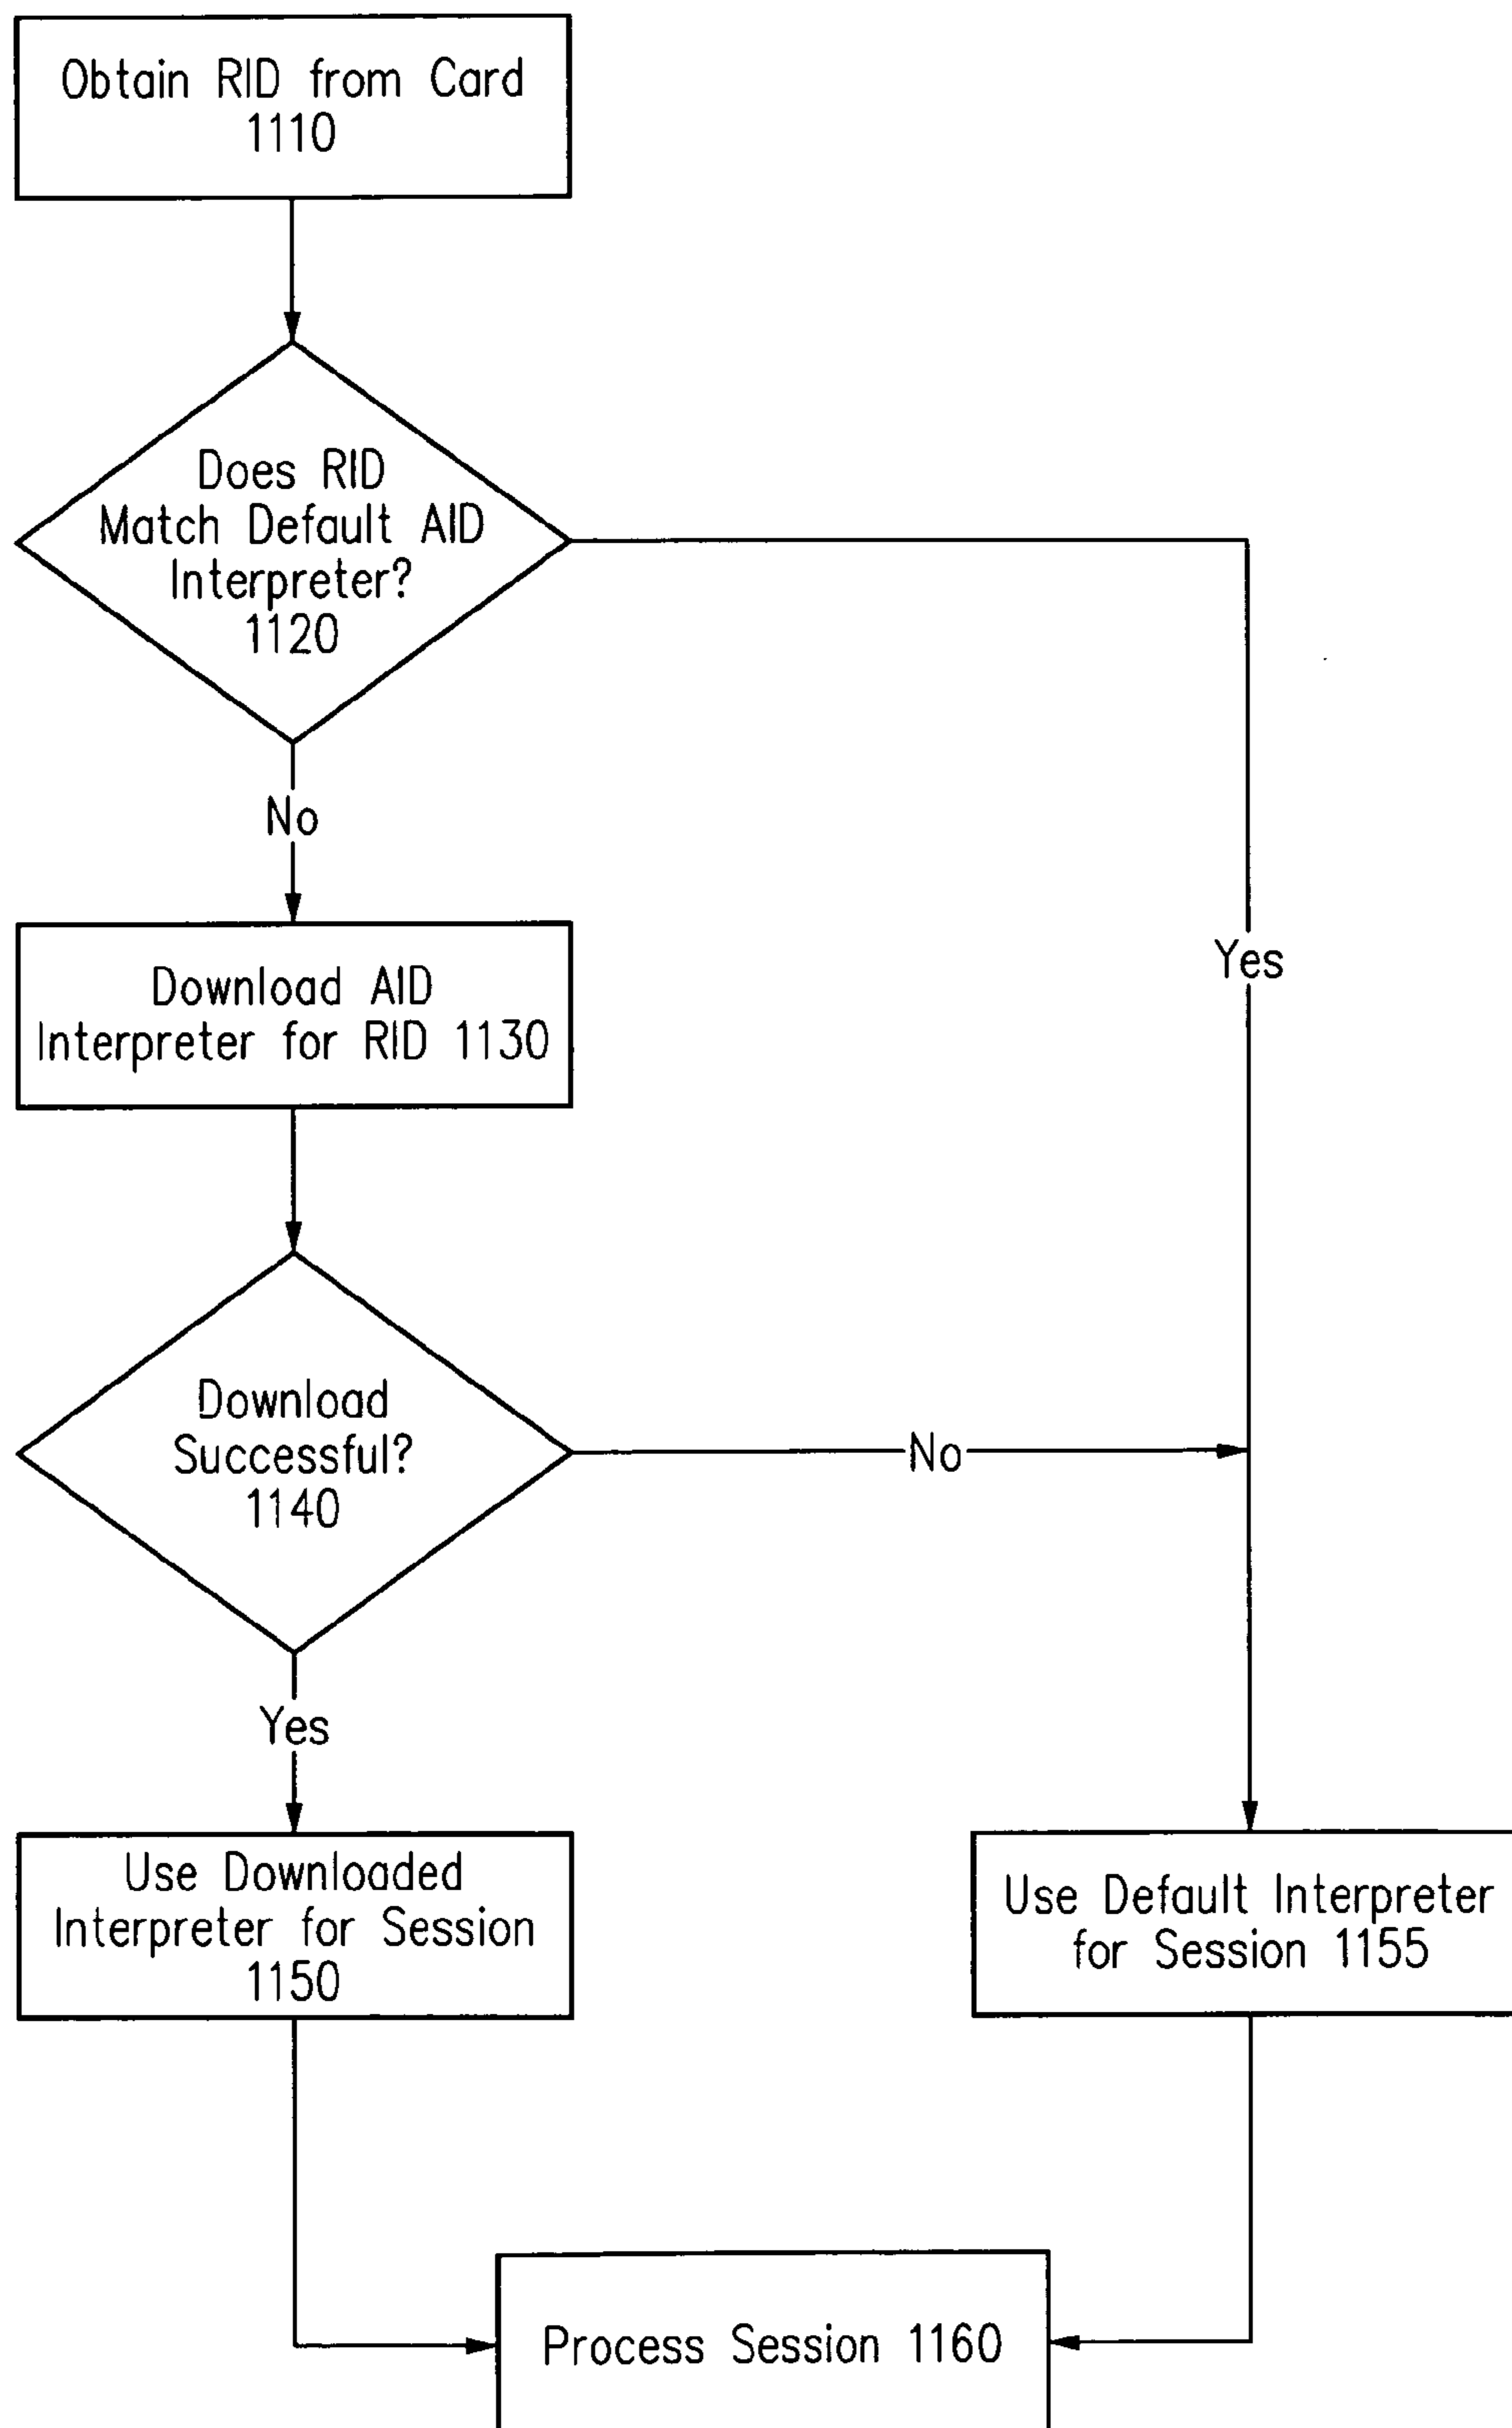 Obtain RID from Card
1110
Does RID
Match Default AID
Interpreter?
1120
No
Yes
Download AID
Interpreter for RID 1130
Download
Successful?
1140
No
Yes
Use Downloaded
Interpreter for Session
1150
Use Default Interpreter
for Session 1155
Process Session 1160